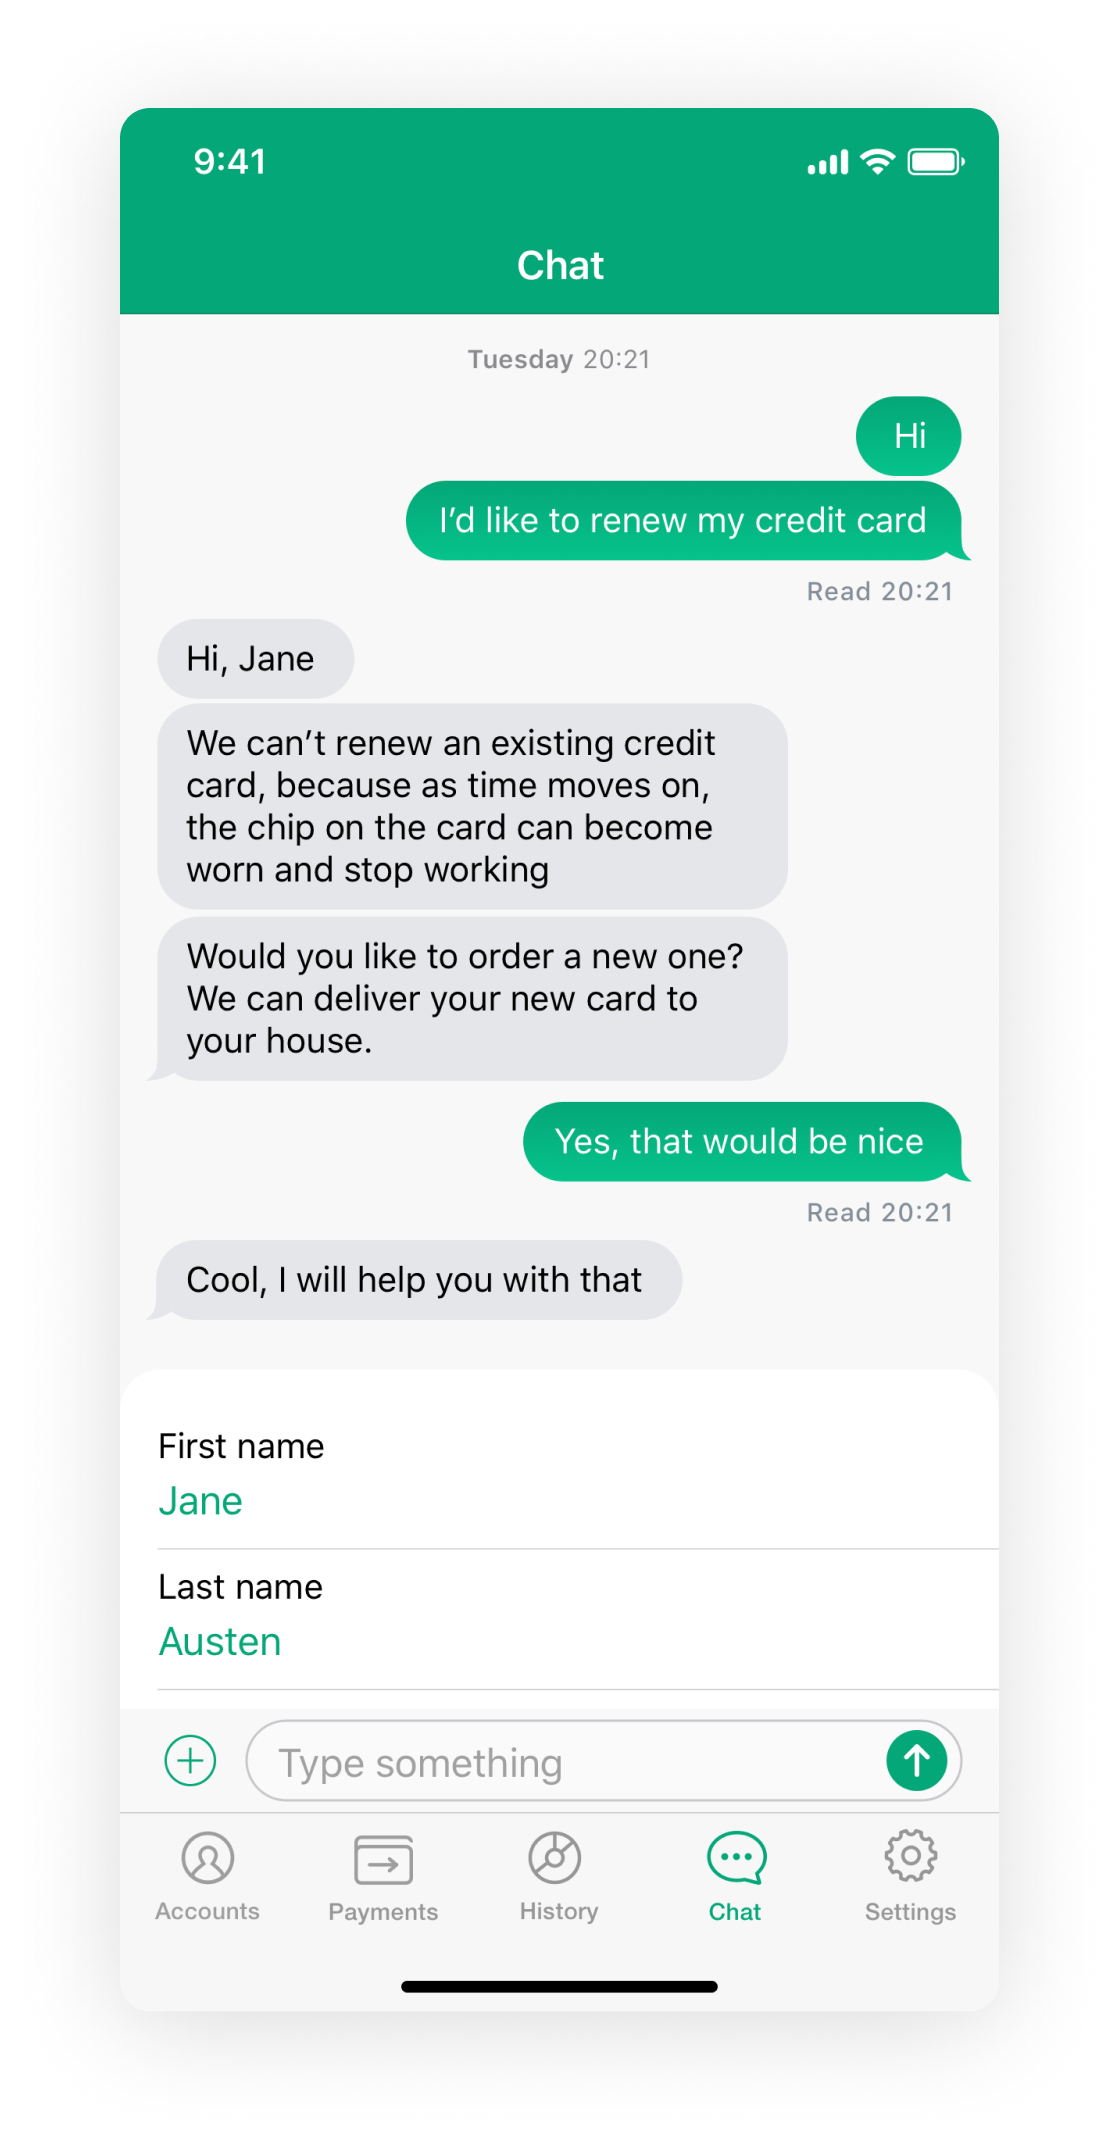 9:41
Chat
Tuesday 20:21
Hi
I’d like to renew my credit card
Read 20:21
Hi, Jane
We can’t renew an existing credit
card, because as time moves on,
the chip on the card can become
worn and stop working
Would you like to order a new one?
We can deliver your new card to
your house.
Yes, that would be nice
Read 20:21
Cool, I will help you with that
First name
Jane
Last name
Austen
Type something
Accounts Payments History Chat Settings